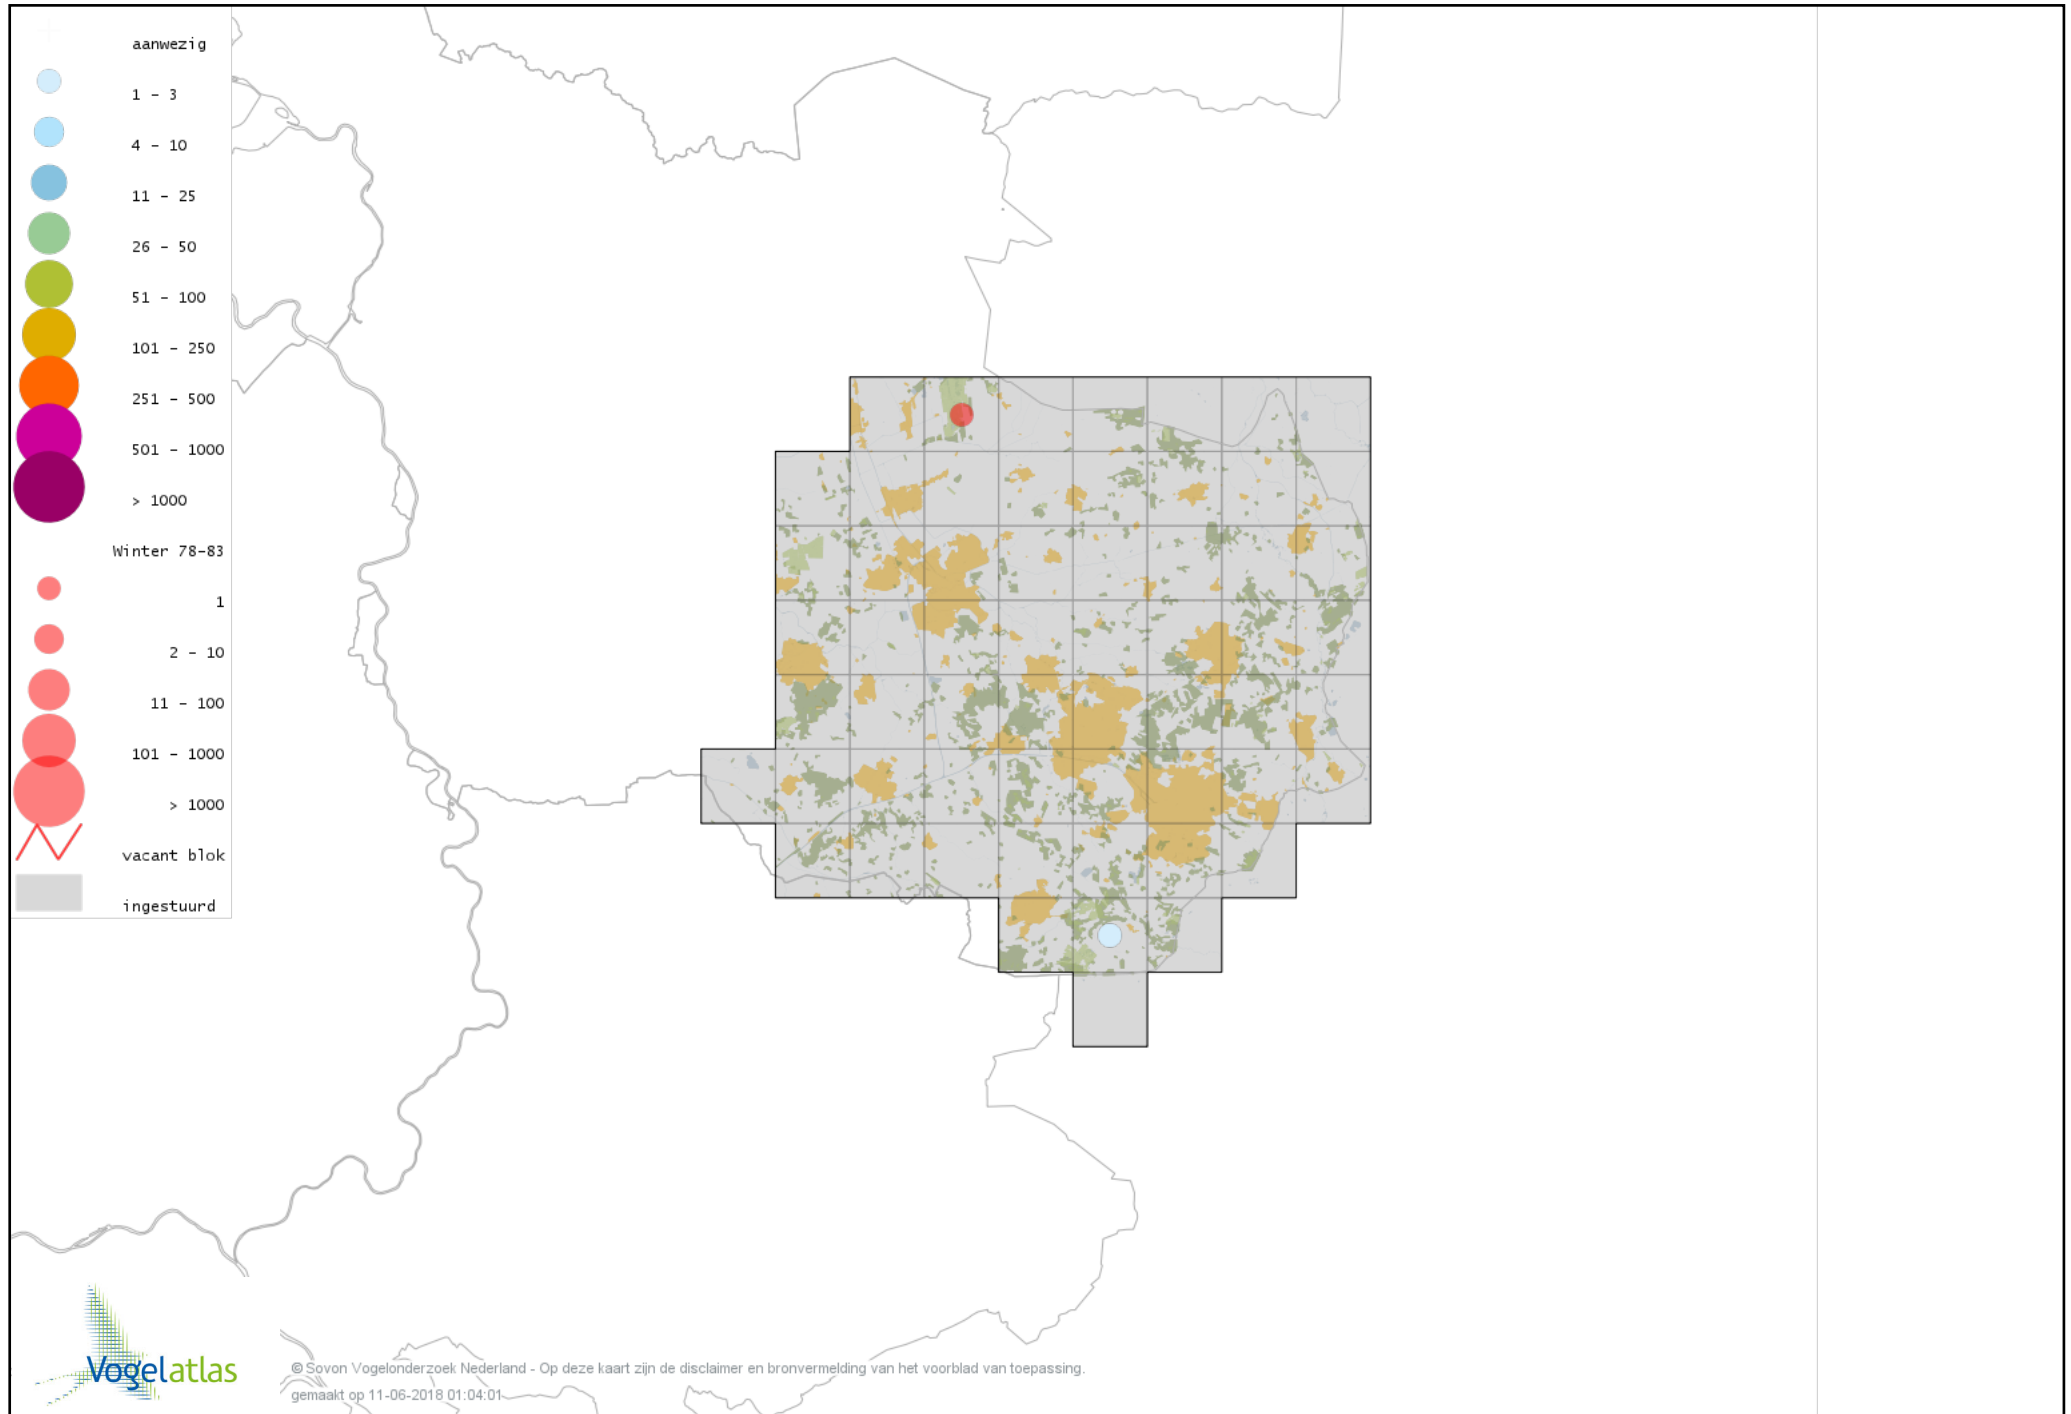 aanwezig
1 - 3
4 - 10
11 - 25
26 - 50
51 - 100
101 - 250
251 - 500
501 - 1000
> 1000
Winter 78-83
1
2 - 10
11 - 100
101 - 1000
> 1000
vacant blok
ingestuurd
Vogelatlas
© Sovon Vogelonderzoek Nederland - Op deze kaart zijn de disclaimer en bronvermelding van het voorblad van toepassing.
gemaakt op 11-06-2018 01:04:01